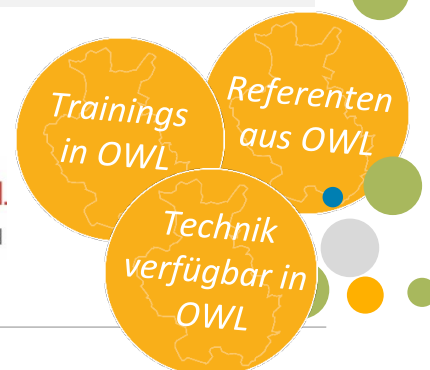 Trainings
in OWL
Referenten
aus OWL
Technik
verfügbar in
OWL